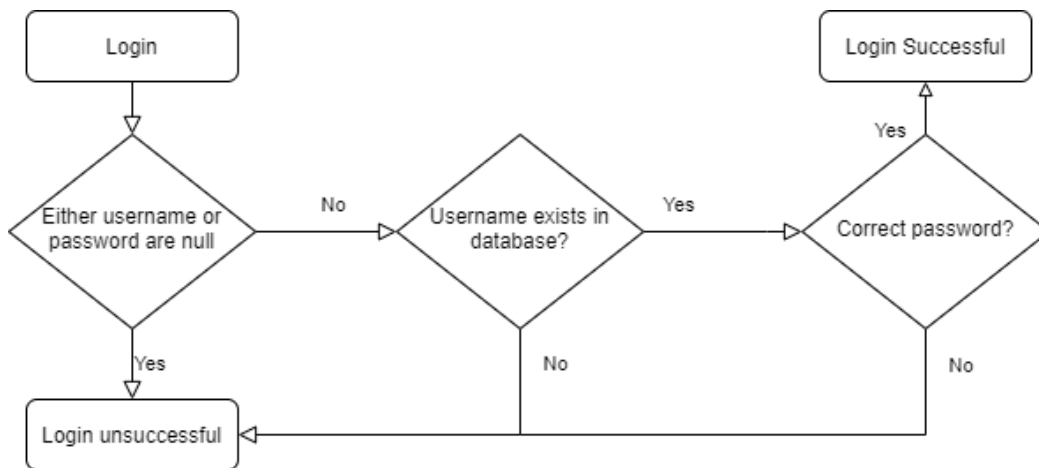 Login
Login Successful
Yes
Either username or
password are null
No
Username exists in
database?
Yes
Correct password?
Yes
No
No
Login unsuccessful